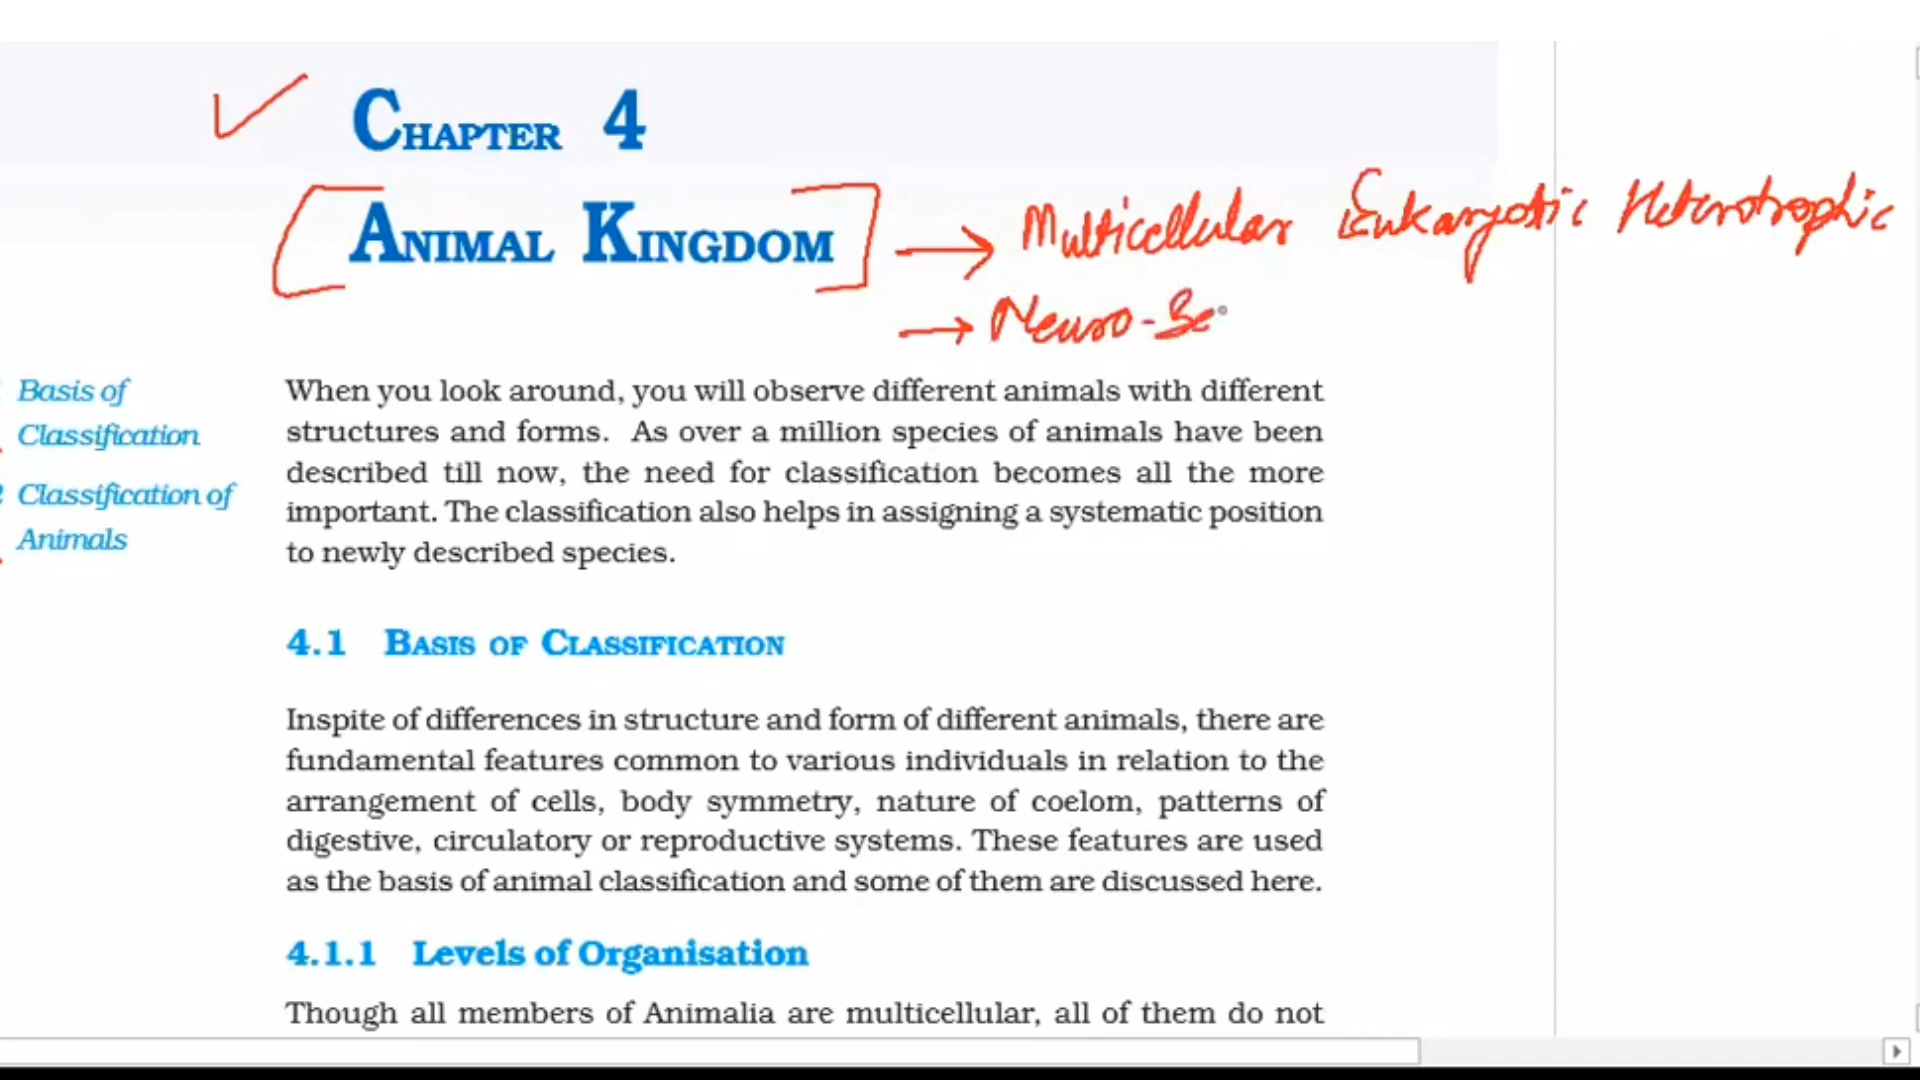 CHAPTER 4
ANIMAL KINGDOM
→ Multicellular Eukaryotic Heterotrophic
→ Neuro-Se
Basis of
Classification
2 Classification of
Animals
When you look around, you will observe different animals with different
structures and forms. As over a million species of animals have been
described till now, the need for classification becomes all the more
important. The classification also helps in assigning a systematic position
to newly described species.
4.1 BASIS OF CLASSIFICATION
Inspite of differences in structure and form of different animals, there are
fundamental features common to various individuals in relation to the
arrangement of cells, body symmetry, nature of coelom, patterns of
digestive, circulatory or reproductive systems. These features are used
as the basis of animal classification and some of them are discussed here.
4.1.1 Levels of Organisation
Though all members of Animalia are multicellular, all of them do not